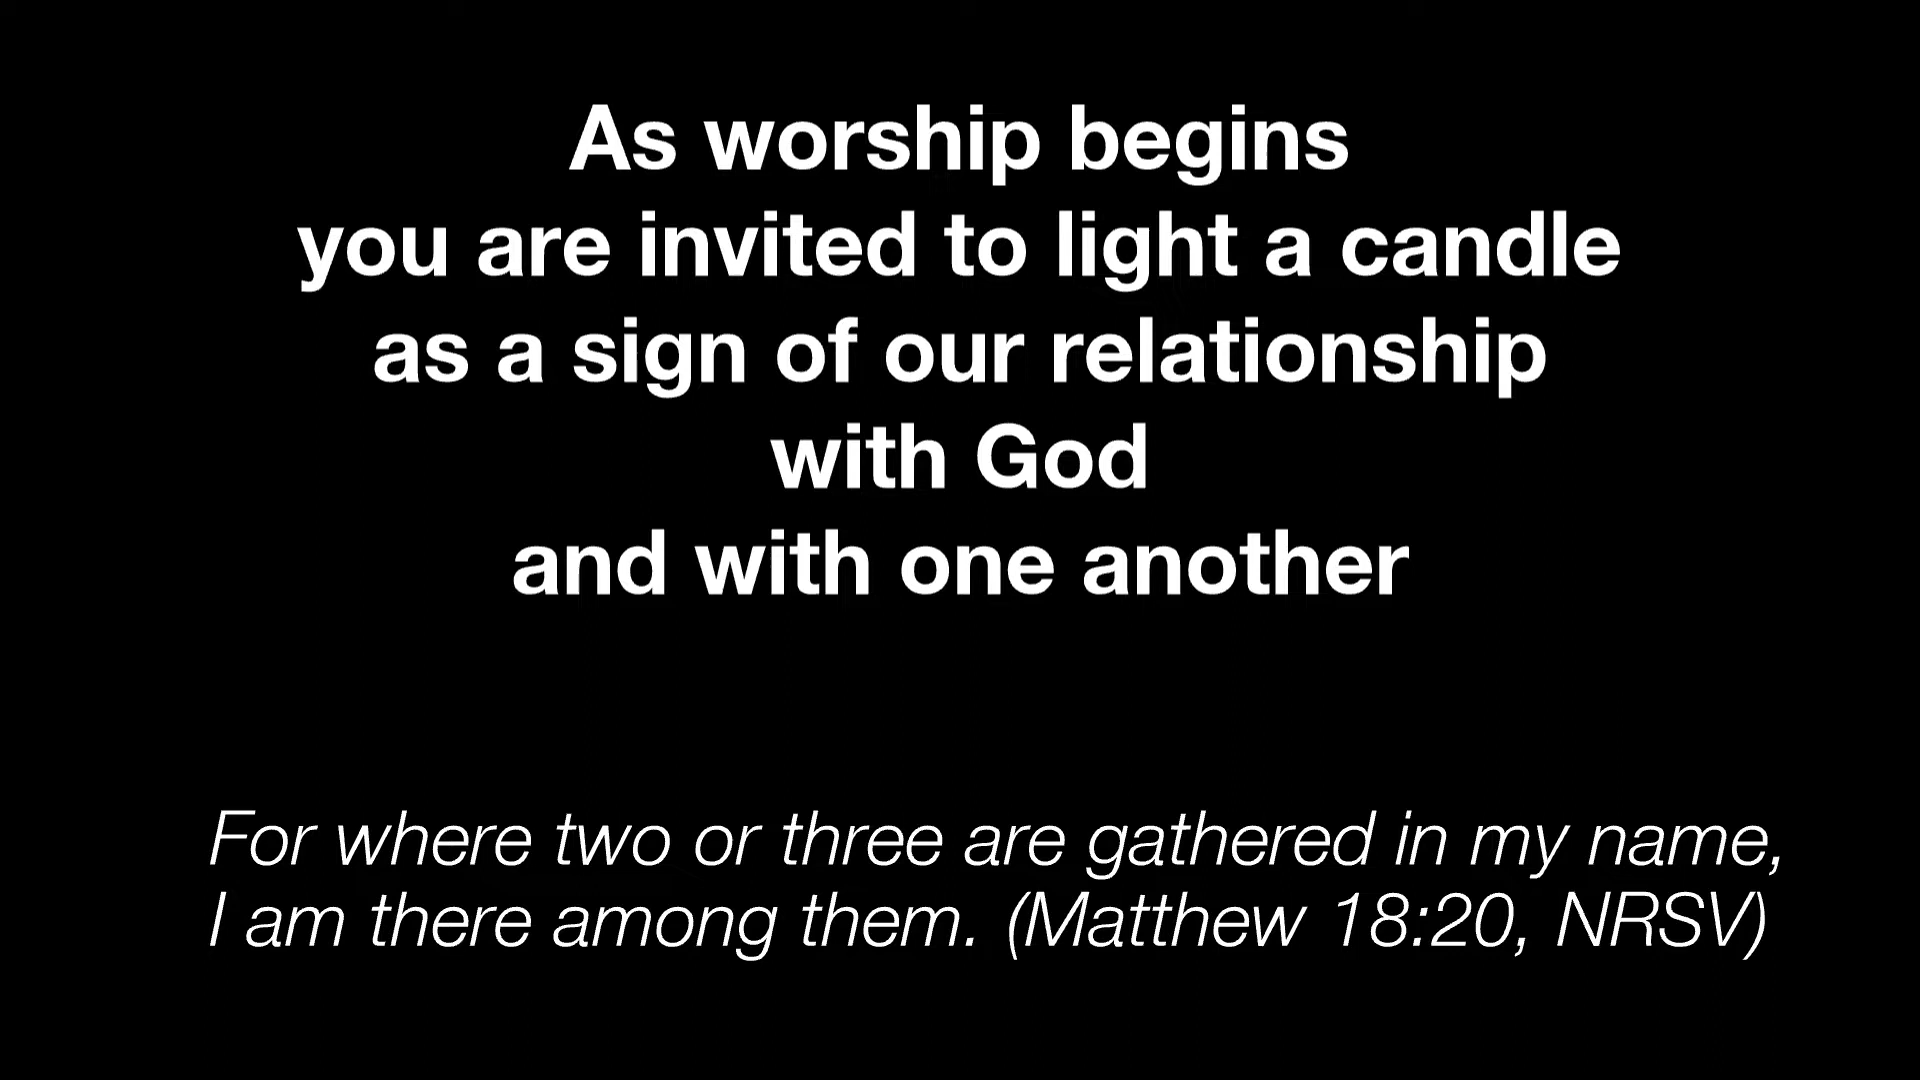 As worship begins
you are invited to light a candle
as a sign of our relationship
with God
and with one another
For where two or three are gathered in my name,
I am there among them. (Matthew 18:20, NRSV)